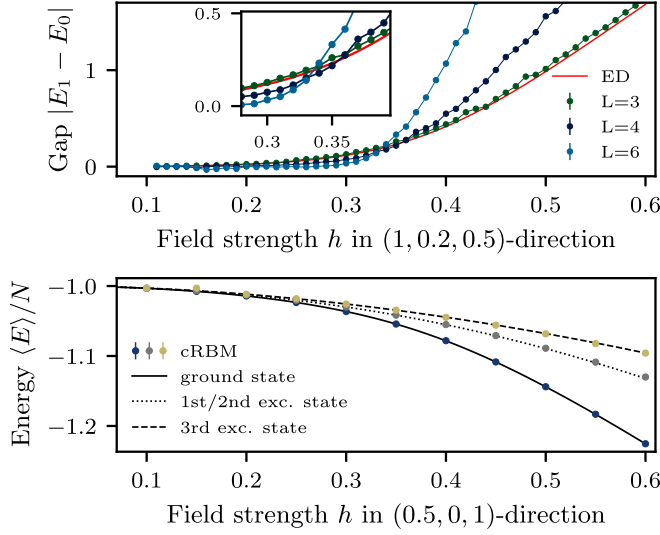 0.5
0.0
0.3
0.35
1
0
Gap |E₁ − E₀|
ED
L=3
L=4
L=6
0.1
0.2
0.3
0.4
0.5
0.6
Field strength h in (1, 0.2, 0.5)-direction
−1.0
−1.1
−1.2
Energy ⟨E⟩/N
cRBM
ground state
1st/2nd exc. state
3rd exc. state
0.1
0.2
0.3
0.4
0.5
0.6
Field strength h in (0.5, 0, 1)-direction